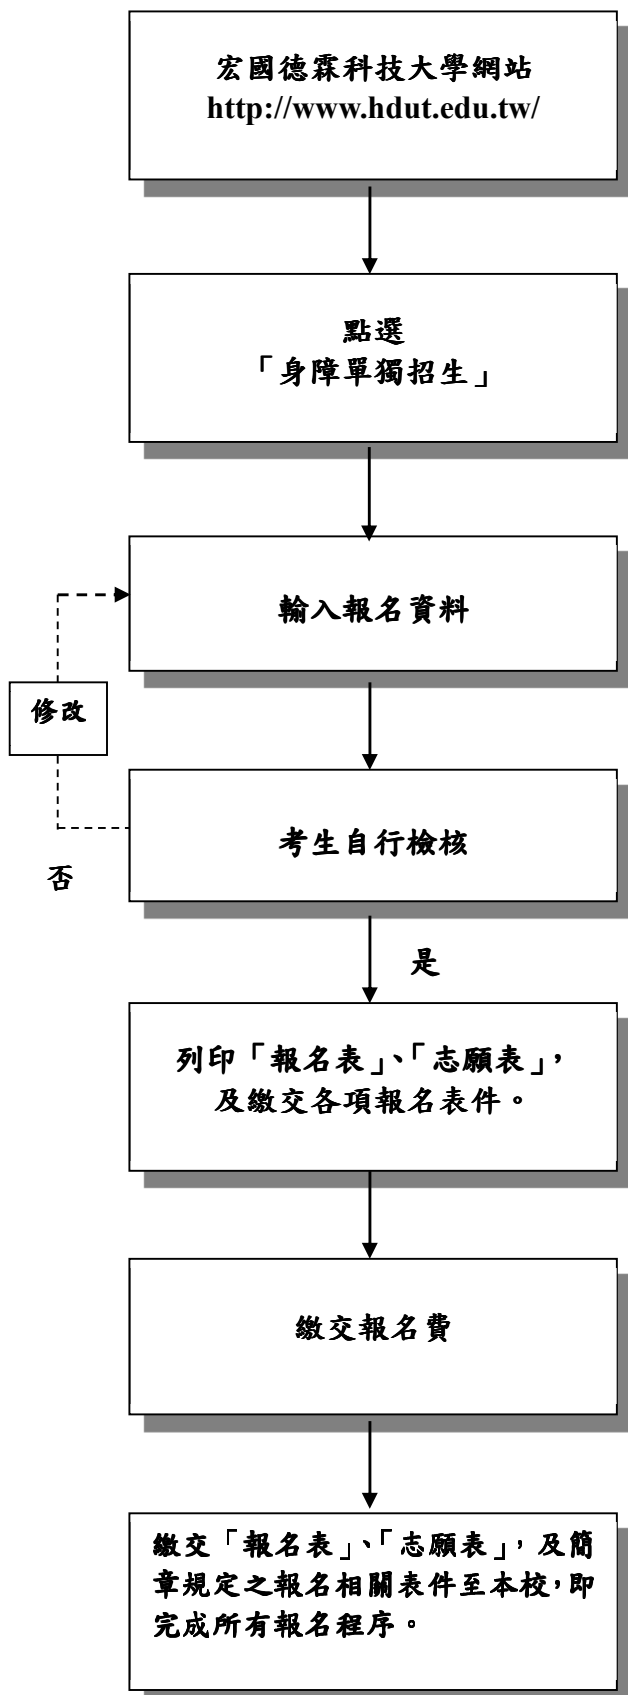 宏國德霖科技大學網站
http://www.hdut.edu.tw/
點選
「身障單獨招生」
輸入報名資料
修改
考生自行檢核
否
是
列印「報名表」、「志願表」，
及繳交各項報名表件。
繳交報名費
繳交「報名表」、「志願表」，及簡
章規定之報名相關表件至本校，即
完成所有報名程序。